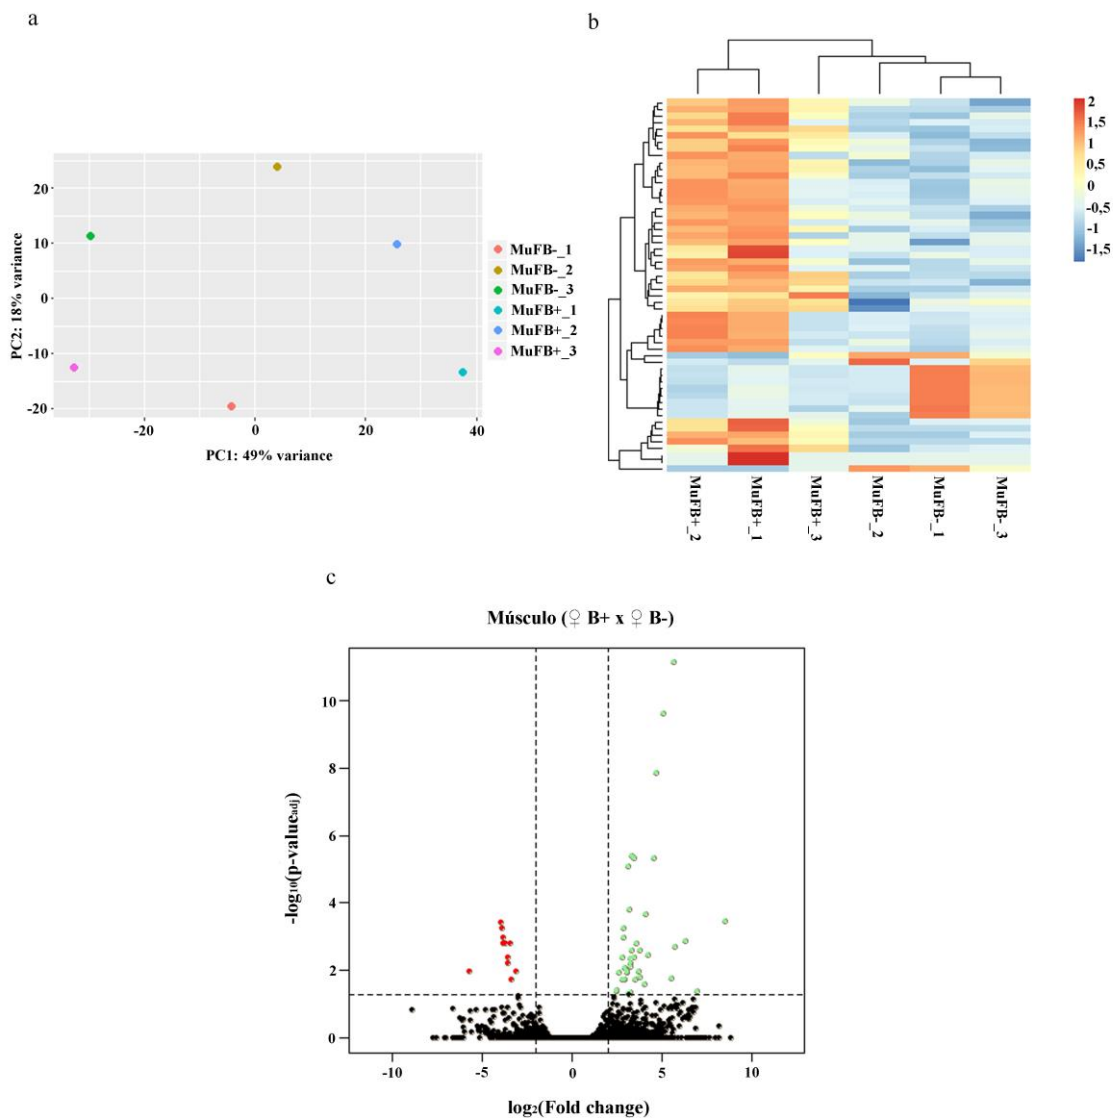 a
20
10
0
-10
-20
PC2: 18% variance
-20
0
20
40
PC1: 49% variance
MuFB-_1
MuFB-_2
MuFB-_3
MuFB+_1
MuFB+_2
MuFB+_3
b
2
1,5
1
0,5
0
-0,5
-1
-1,5
MuFB+_2
MuFB+_1
MuFB+_3
MuFB-_2
MuFB-_1
MuFB-_3
c
Músculo (♀ B+ x ♀ B-)
10
8
6
4
2
0
-log₁₀(p-valueadj)
-10
-5
0
5
10
log₂(Fold change)